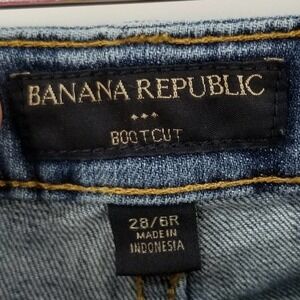 BANANA REPUBLIC
BOOTCUT
28/6R
MADE IN
INDONESIA